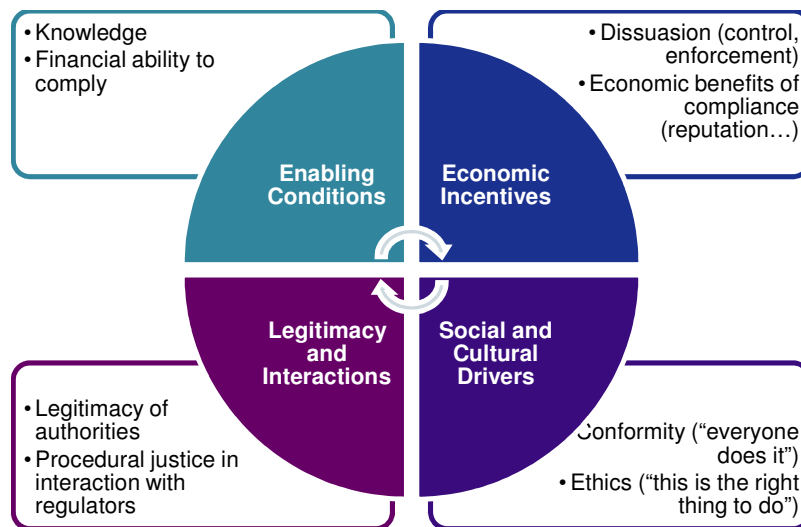 • Knowledge
• Financial ability to
comply
• Dissuasion (control,
enforcement)
• Economic benefits of
compliance
(reputation…)
Enabling
Conditions
Economic
Incentives
Legitimacy
and
Interactions
Social and
Cultural
Drivers
• Legitimacy of
authorities
• Procedural justice in
interaction with
regulators
Conformity (“everyone
does it”)
• Ethics (“this is the right
thing to do”)